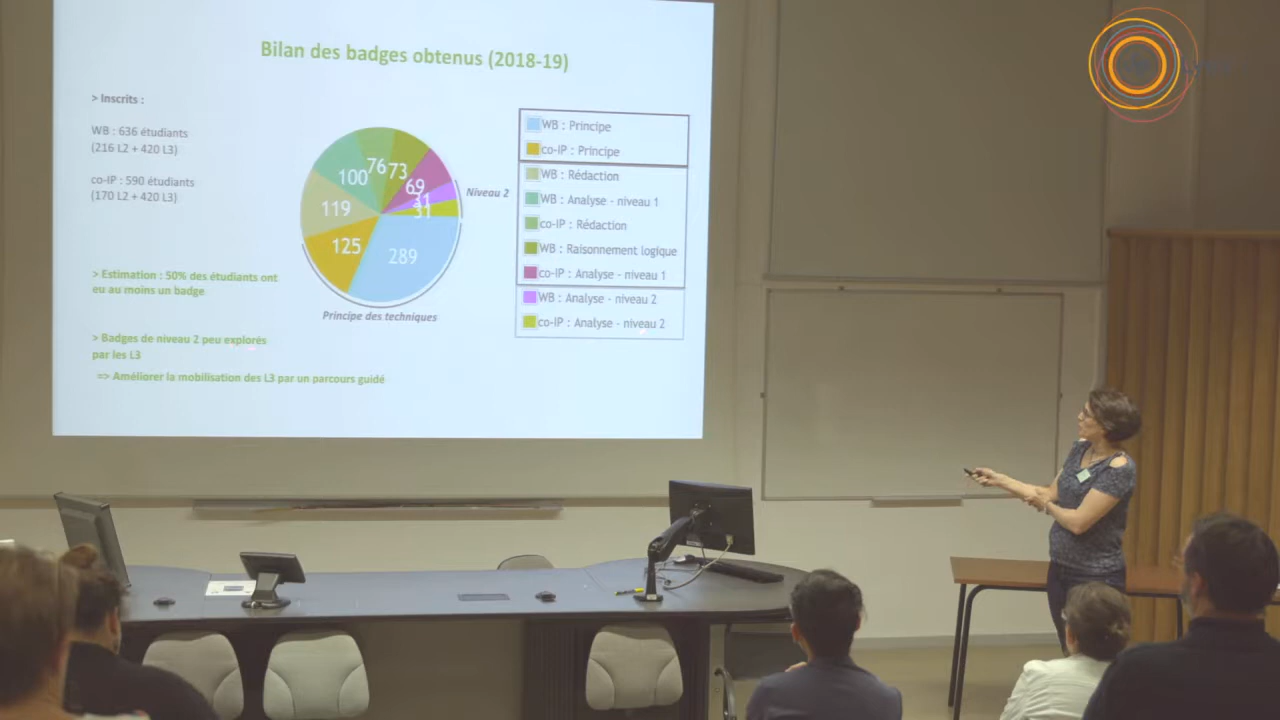 Bilan des badges obtenus (2018-19)
> Inscrits :
WB : 636 étudiants
(216 L2 + 420 L3)
co-IP : 590 étudiants
(170 L2 + 420 L3)
> Estimation : 50% des étudiants ont
eu au moins un badge
> Badges de niveau 2 peu explorés
par les L3
=> Améliorer la mobilisation des L3 par un parcours guidé
76
73
100
69
31
31
119
125
289
Niveau 2
Principe des techniques
WB : Principe
co-IP : Principe
WB : Rédaction
WB : Analyse - niveau 1
co-IP : Rédaction
WB : Raisonnement logique
co-IP : Analyse - niveau 1
WB : Analyse - niveau 2
co-IP : Analyse - niveau 2